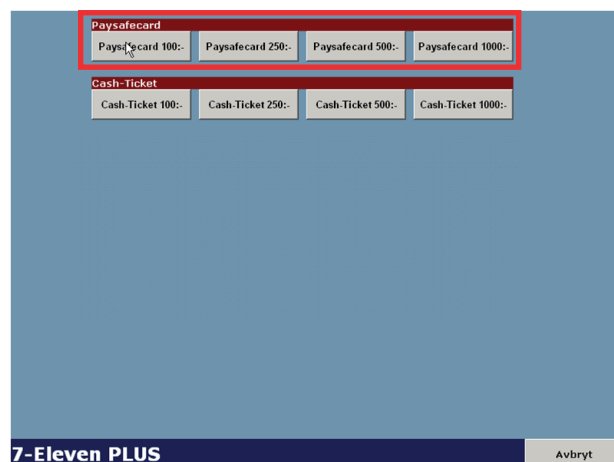 Paysafecard
Paysafecard 100:- Paysafecard 250:- Paysafecard 500:- Paysafecard 1000:-
Cash-Ticket
Cash-Ticket 100:- Cash-Ticket 250:- Cash-Ticket 500:- Cash-Ticket 1000:-
7-Eleven PLUS Avbryt